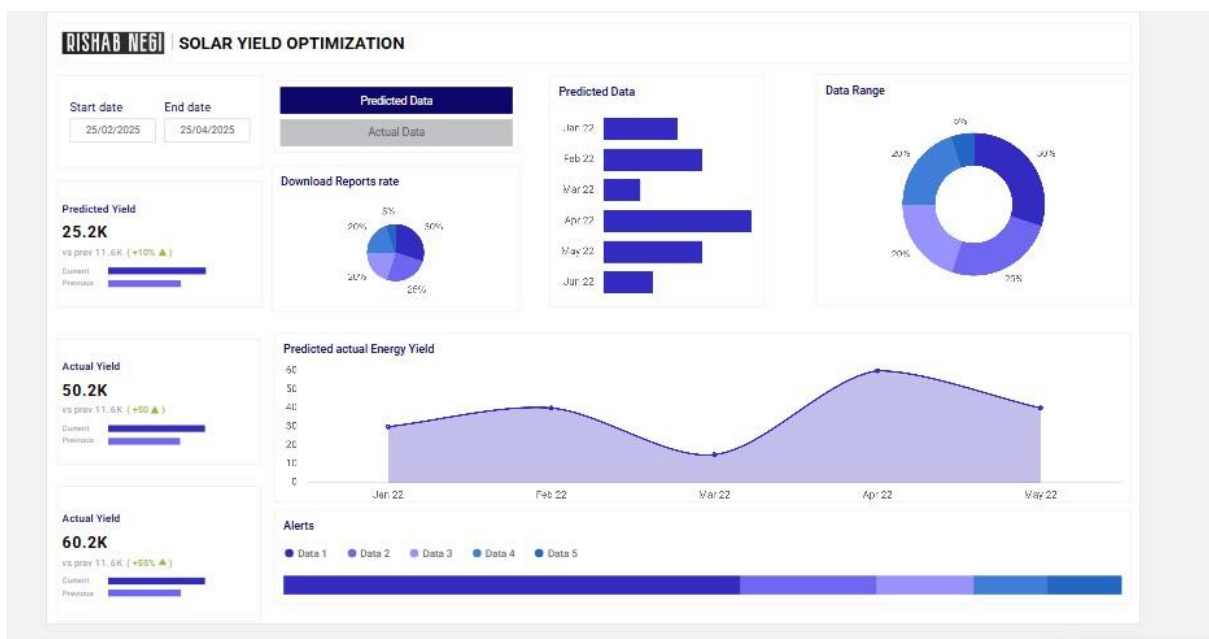 RISHAB NEGI SOLAR YIELD OPTIMIZATION
Start date End date
25/02/2025 25/04/2025
Predicted Data
Actual Data
Download Reports rate
5%
20% 30%
20%
25%
Predicted Data
Jan 22
Feb 22
Mar 22
Apr 22
May 22
Jun 22
Data Range
5%
20% 30%
20%
25%
Predicted Yield
25.2K
vs prev 11.6K ( +10% ▲ )
Current
Previous
Actual Yield
50.2K
vs prev 11.6K ( +50 ▲ )
Current
Previous
Actual Yield
60.2K
vs prev 11.6K ( +55% ▲ )
Current
Previous
Predicted actual Energy Yield
60
50
40
30
20
10
0
Jan 22 Feb 22 Mar 22 Apr 22 May 22
Alerts
Data 1 Data 2 Data 3 Data 4 Data 5